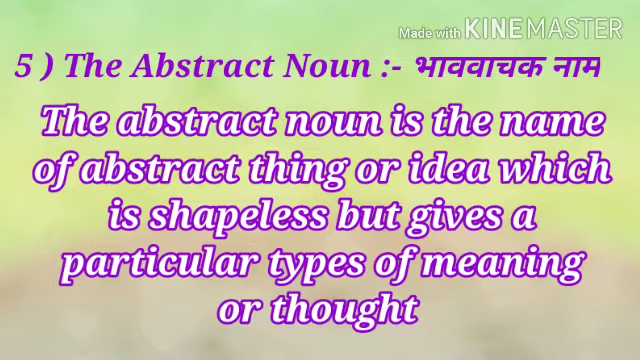 Made with KINEMASTER
5 ) The Abstract Noun :- भाववाचक नाम
The abstract noun is the name
of abstract thing or idea which
is shapeless but gives a
particular types of meaning
or thought